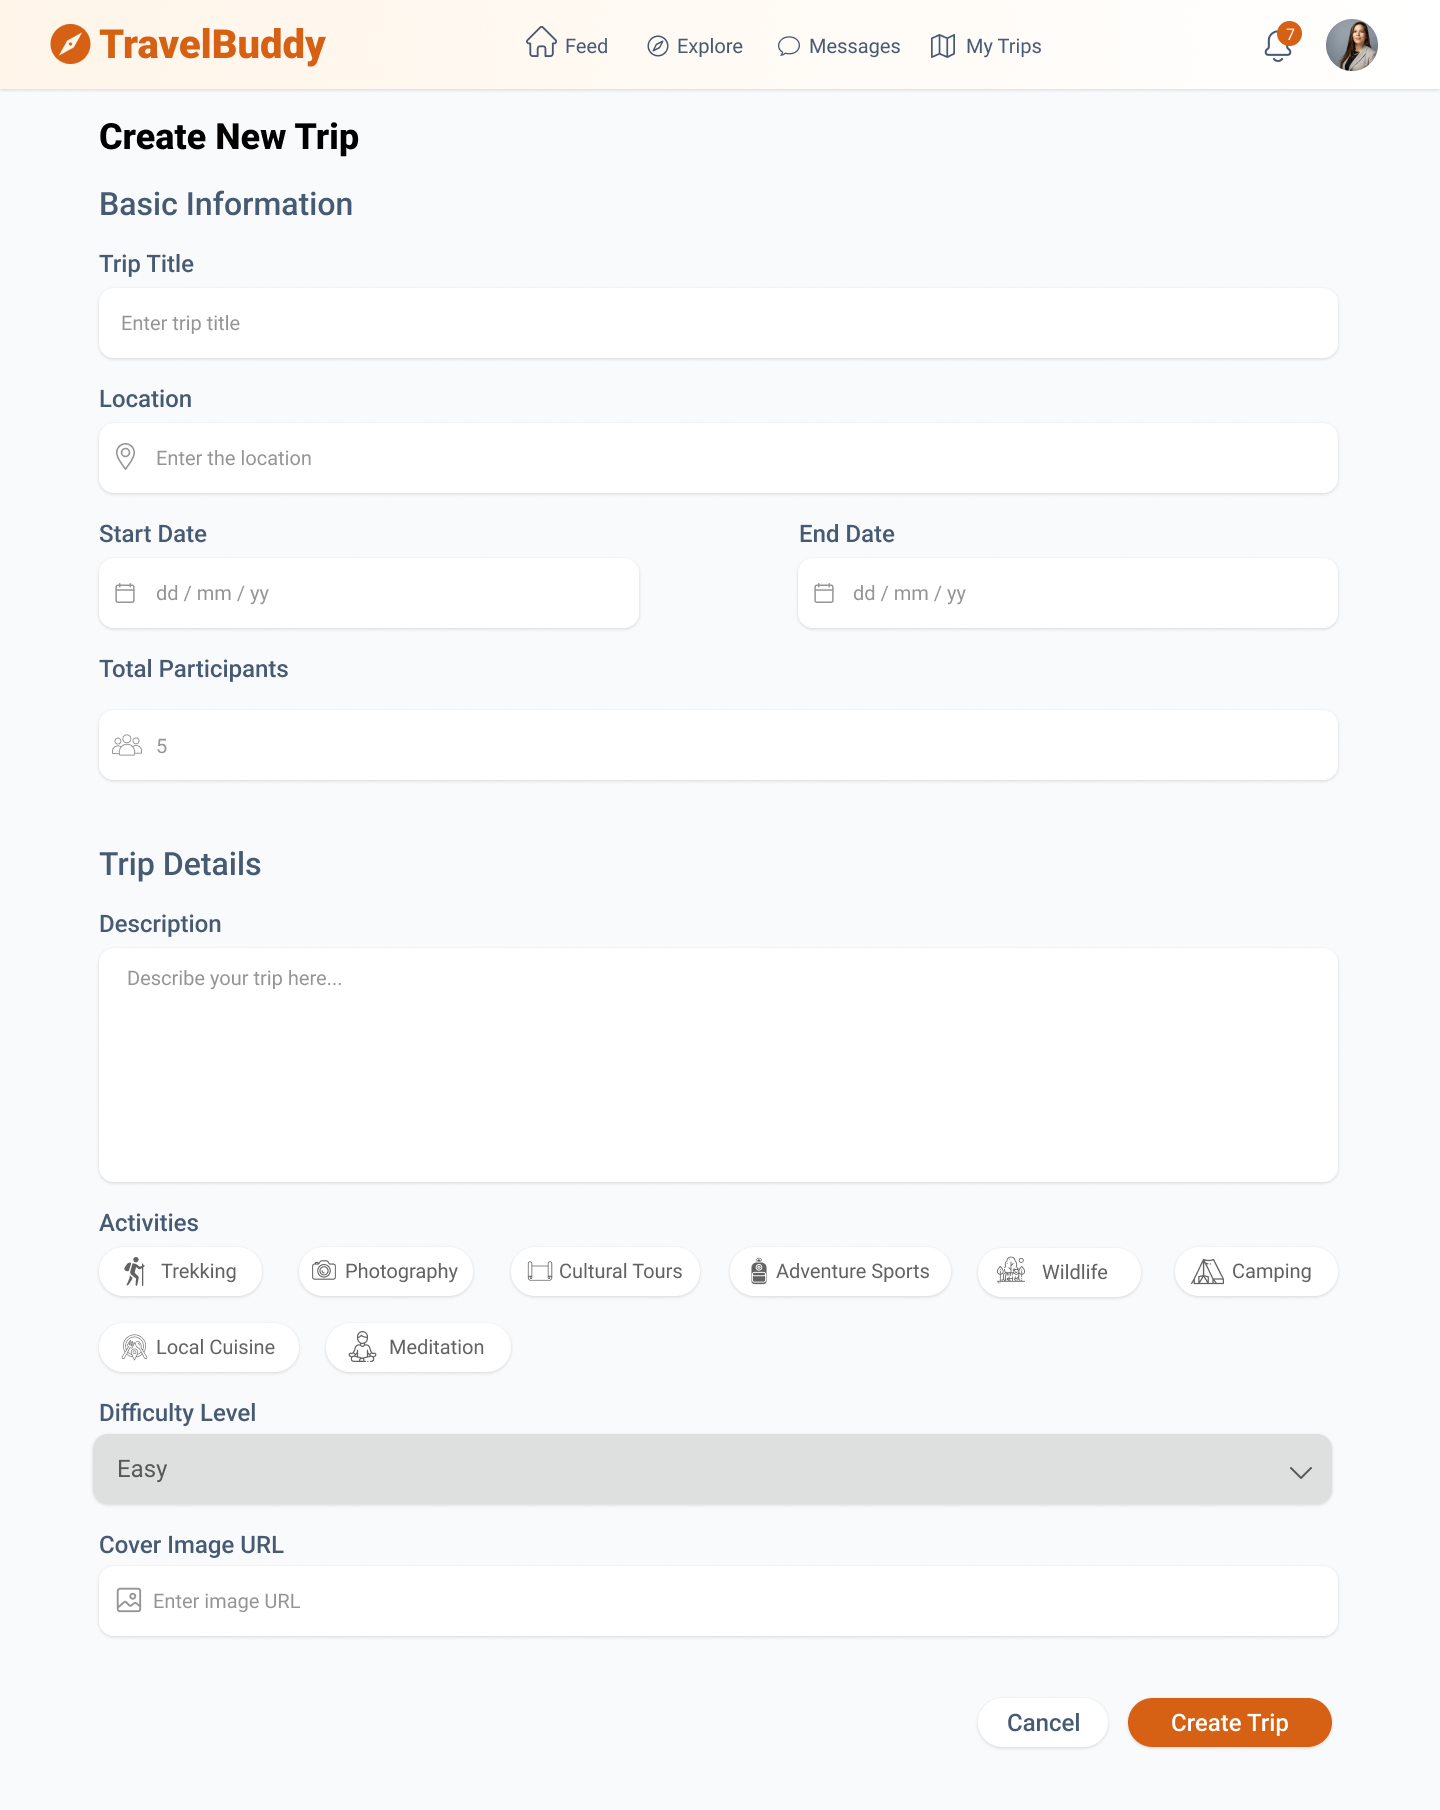 TravelBuddy
Feed Explore Messages My Trips 7
Create New Trip
Basic Information
Trip Title
Enter trip title
Location
Enter the location
Start Date End Date
dd / mm / yy dd / mm / yy
Total Participants
5
Trip Details
Description
Describe your trip here...
Activities
Trekking Photography Cultural Tours Adventure Sports Wildlife Camping
Local Cuisine Meditation
Difficulty Level
Easy
Cover Image URL
Enter image URL
Cancel Create Trip